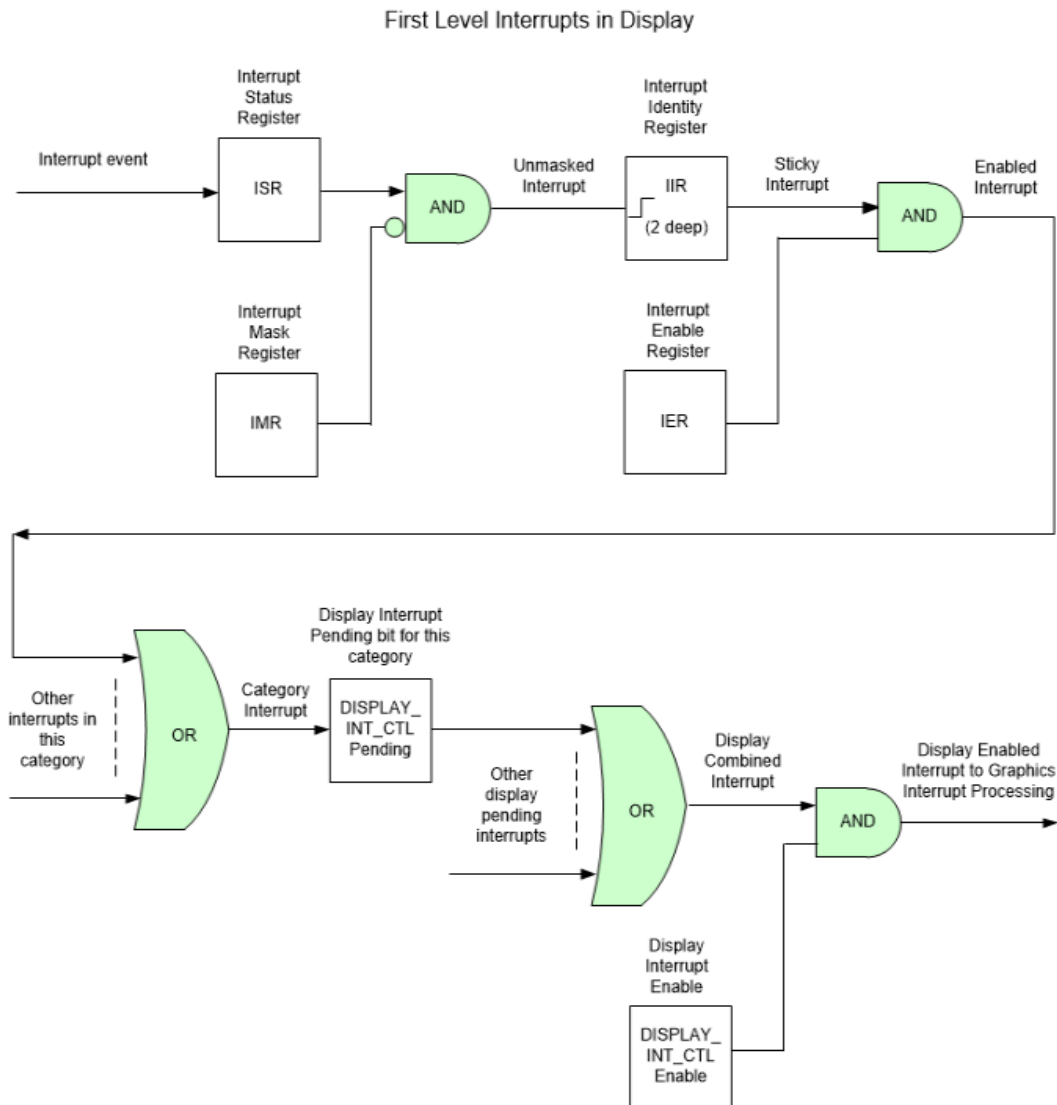 First Level Interrupts in Display
Interrupt
Status
Register
Interrupt
Identity
Register
Interrupt event
ISR
AND
Unmasked
Interrupt
IIR
(2 deep)
Sticky
Interrupt
AND
Enabled
Interrupt
Interrupt
Mask
Register
IMR
Interrupt
Enable
Register
IER
Other
interrupts in
this
category
OR
Category
Interrupt
Display Interrupt
Pending bit for this
category
DISPLAY_
INT_CTL
Pending
Other
display
pending
interrupts
OR
Display
Combined
Interrupt
AND
Display Enabled
Interrupt to Graphics
Interrupt Processing
Display
Interrupt
Enable
DISPLAY_
INT_CTL
Enable